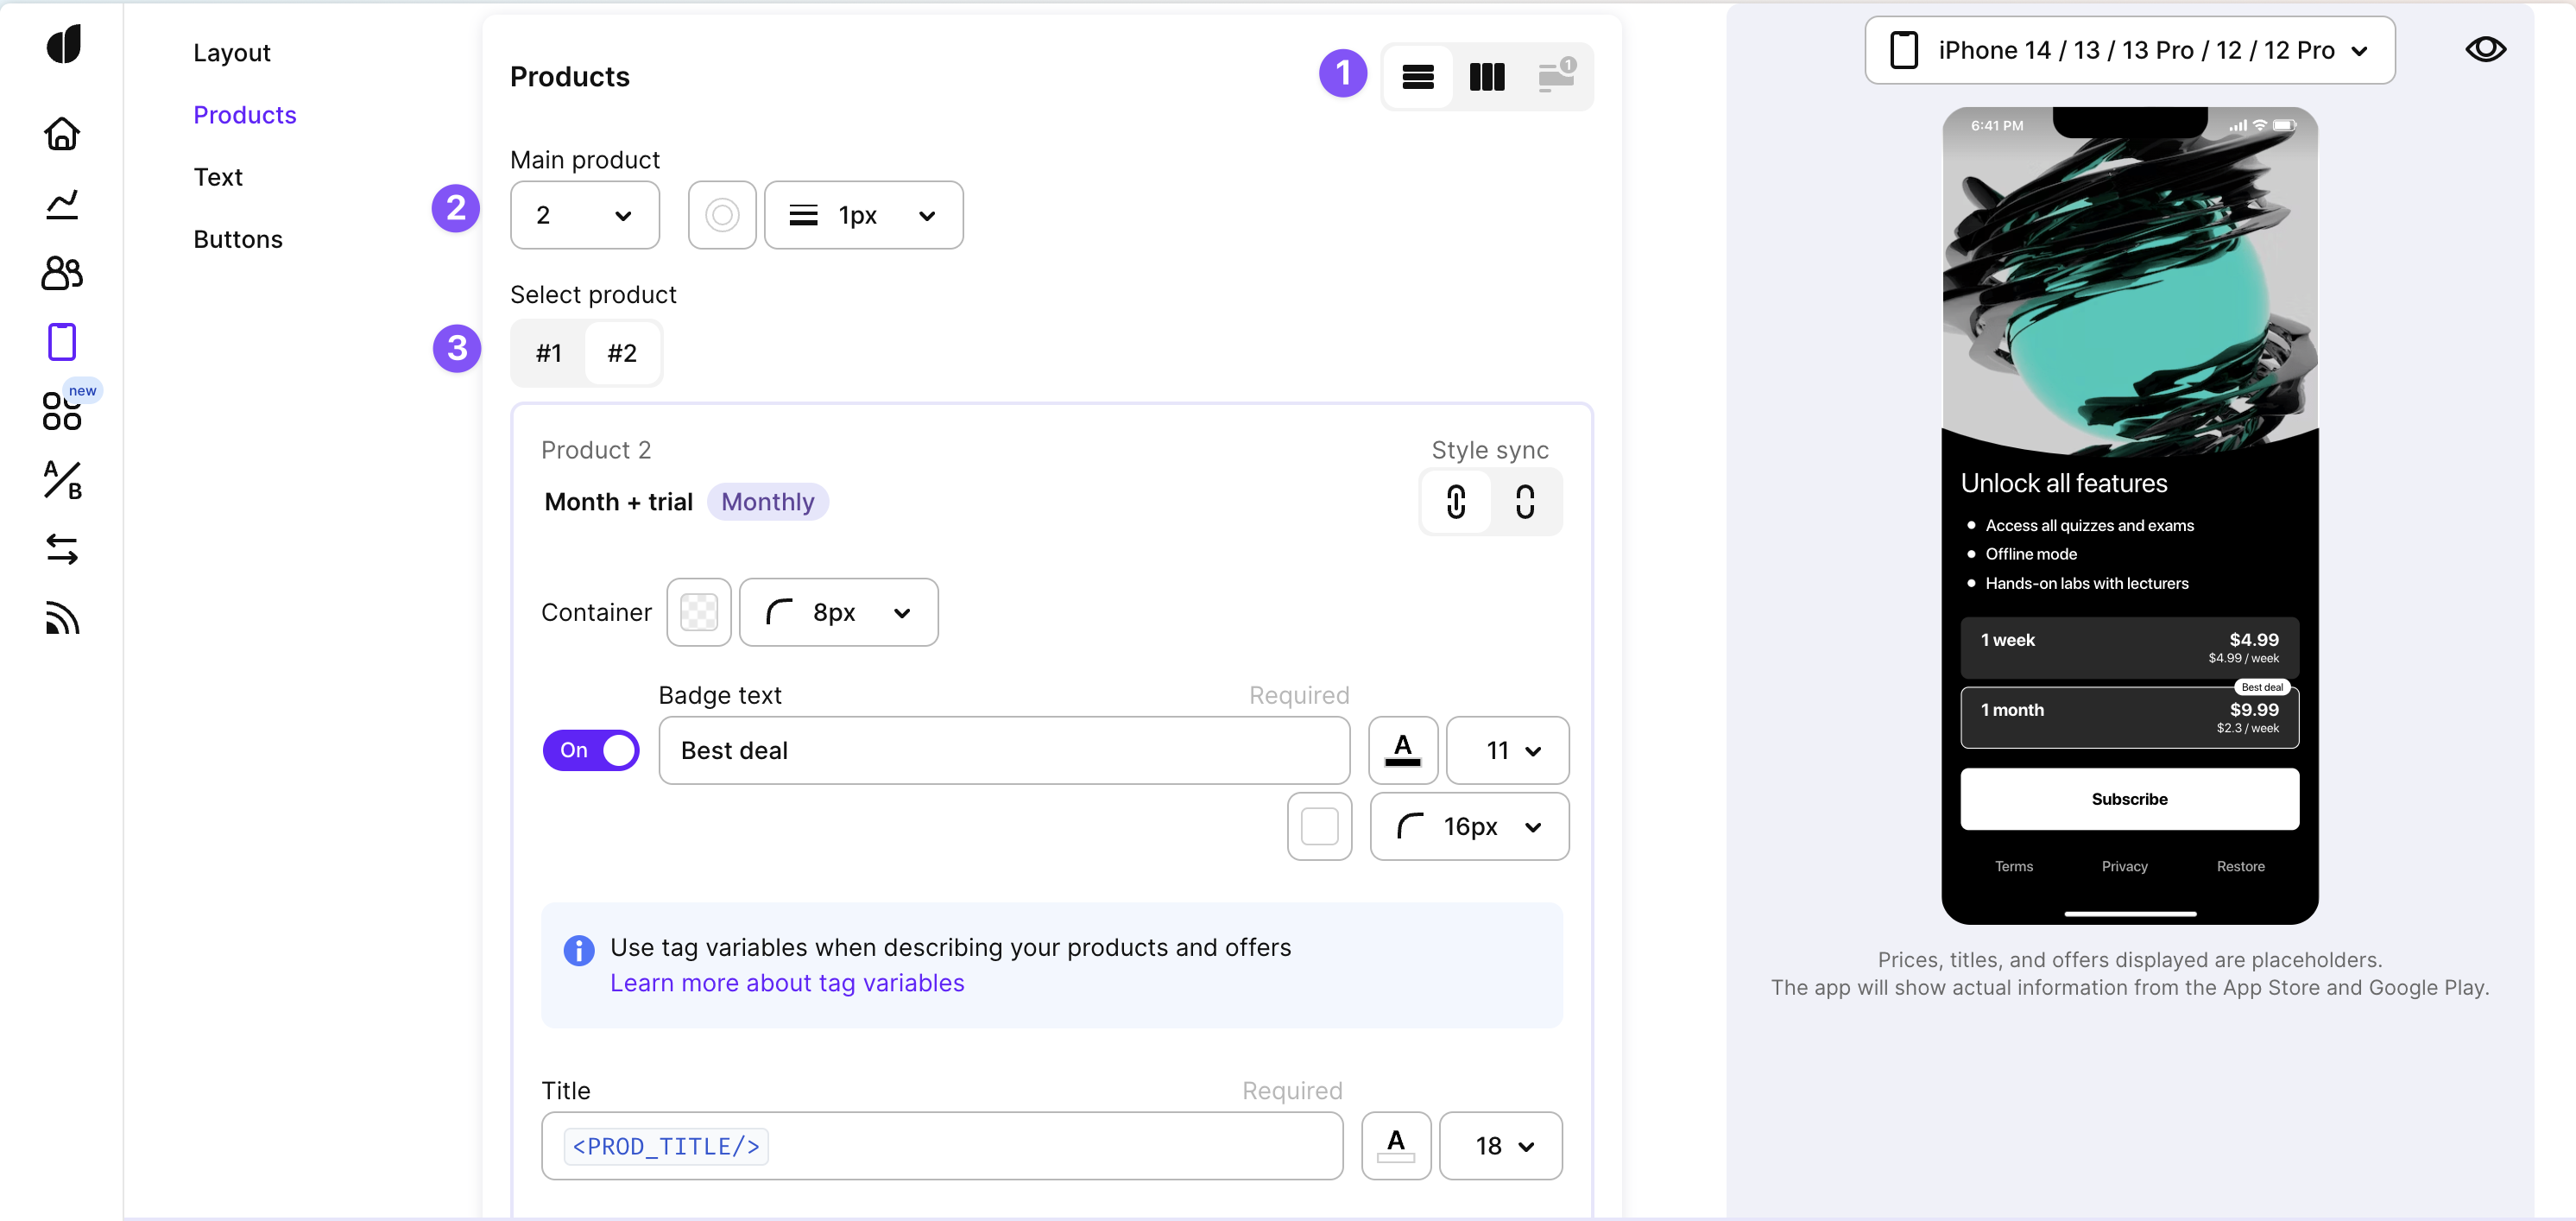 new
A/B
Layout
Products
Text
Buttons
Products
1
1
Main product
2
2
1px
Select product
3
#1
#2
Product 2
Style sync
Month + trial
Monthly
Container
8px
Badge text
Required
On
Best deal
A
11
16px
Use tag variables when describing your products and offers
Learn more about tag variables
Title
Required
<PROD_TITLE/>
A
18
iPhone 14 / 13 / 13 Pro / 12 / 12 Pro
6:41 PM
Unlock all features
Access all quizzes and exams
Offline mode
Hands-on labs with lecturers
1 week
$4.99
$4.99 / week
Best deal
1 month
$9.99
$2.3 / week
Subscribe
Terms
Privacy
Restore
Prices, titles, and offers displayed are placeholders.
The app will show actual information from the App Store and Google Play.